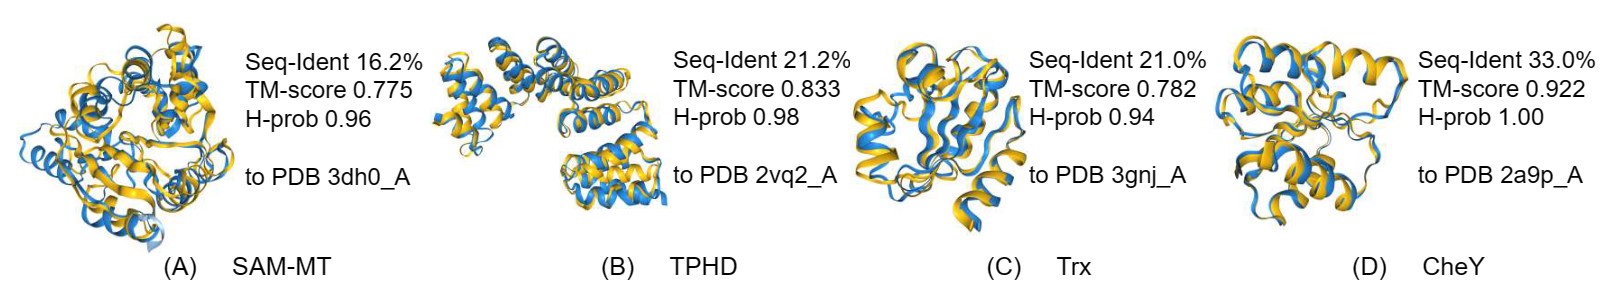 Seq-Ident 16.2%
TM-score 0.775
H-prob 0.96
to PDB 3dh0_A
(A) SAM-MT
Seq-Ident 21.2%
TM-score 0.833
H-prob 0.98
to PDB 2vq2_A
(B) TPHD
Seq-Ident 21.0%
TM-score 0.782
H-prob 0.94
to PDB 3gnj_A
(C) Trx
Seq-Ident 33.0%
TM-score 0.922
H-prob 1.00
to PDB 2a9p_A
(D) CheY